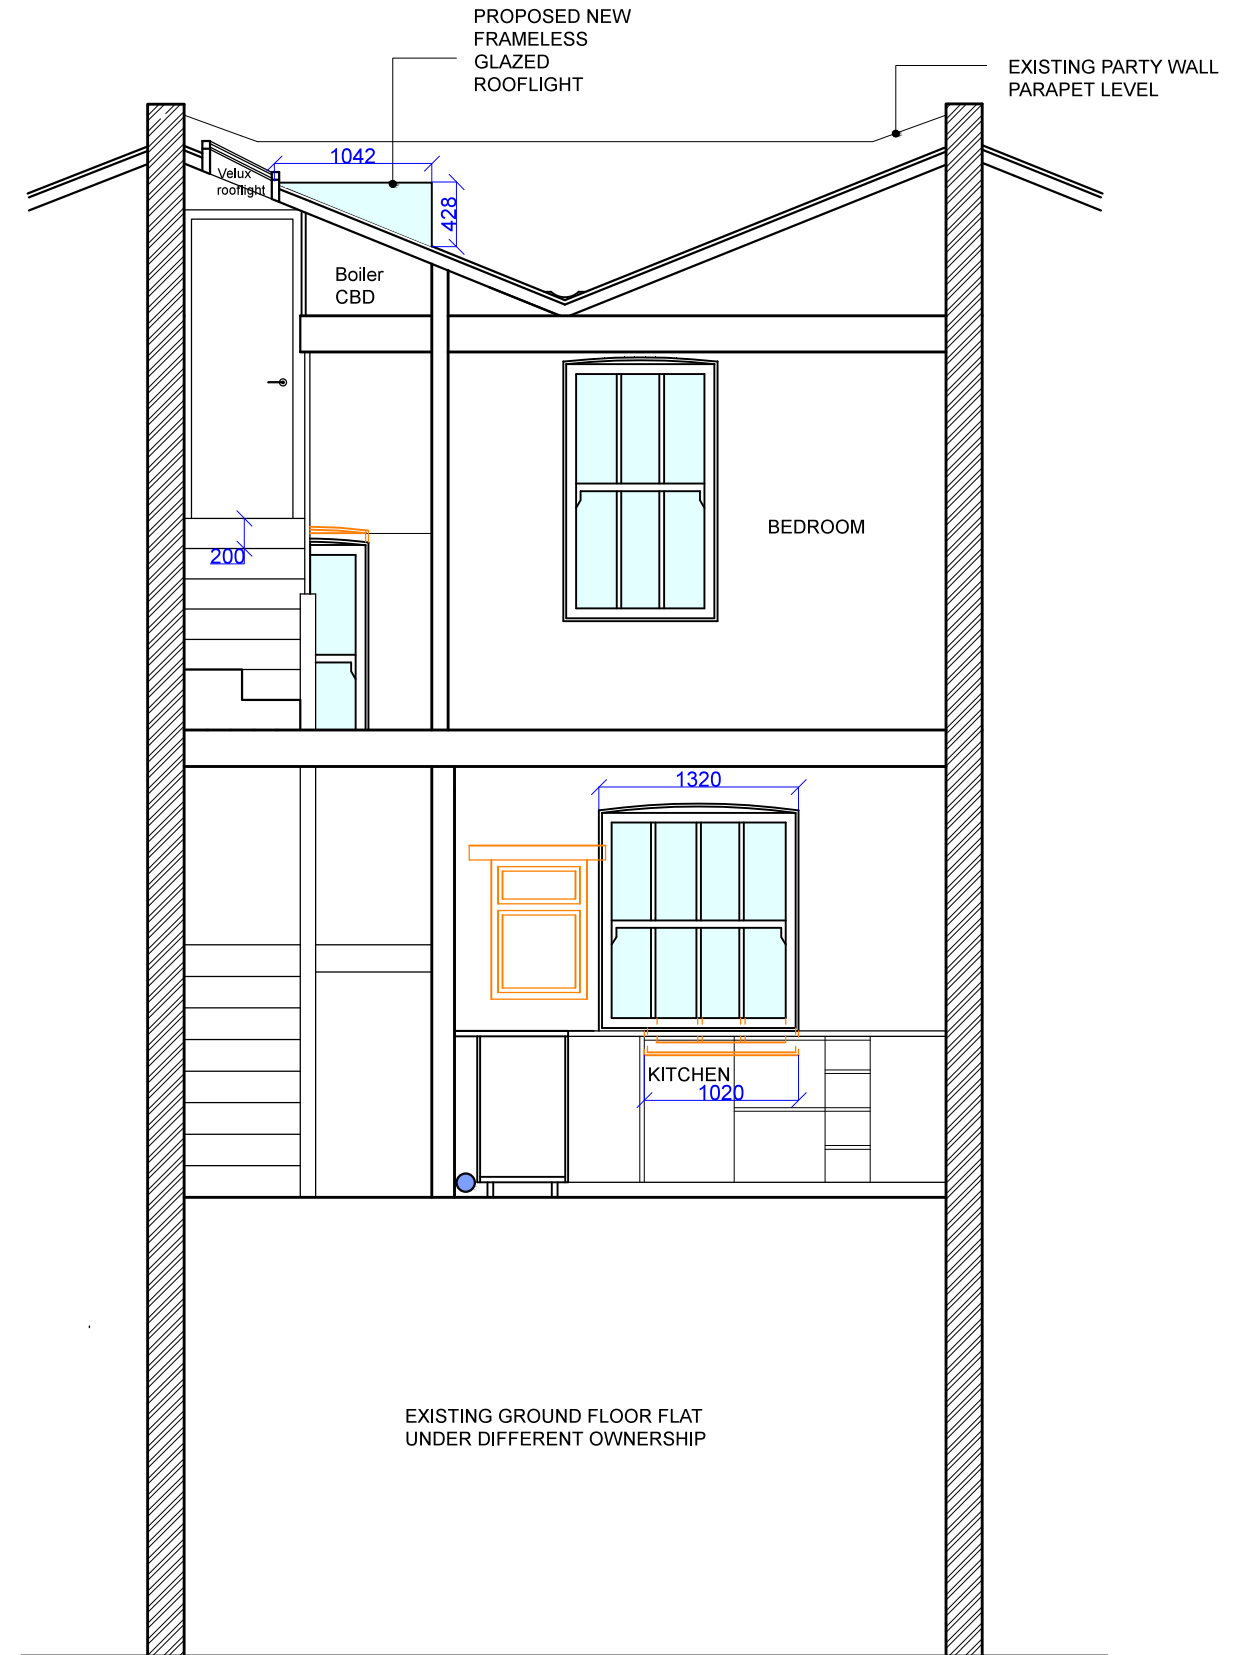 PROPOSED NEW
FRAMELESS
GLAZED
ROOFLIGHT
EXISTING PARTY WALL
PARAPET LEVEL
1042
Velux
rooflight
428
Boiler
CBD
BEDROOM
200
1320
KITCHEN
1020
EXISTING GROUND FLOOR FLAT
UNDER DIFFERENT OWNERSHIP